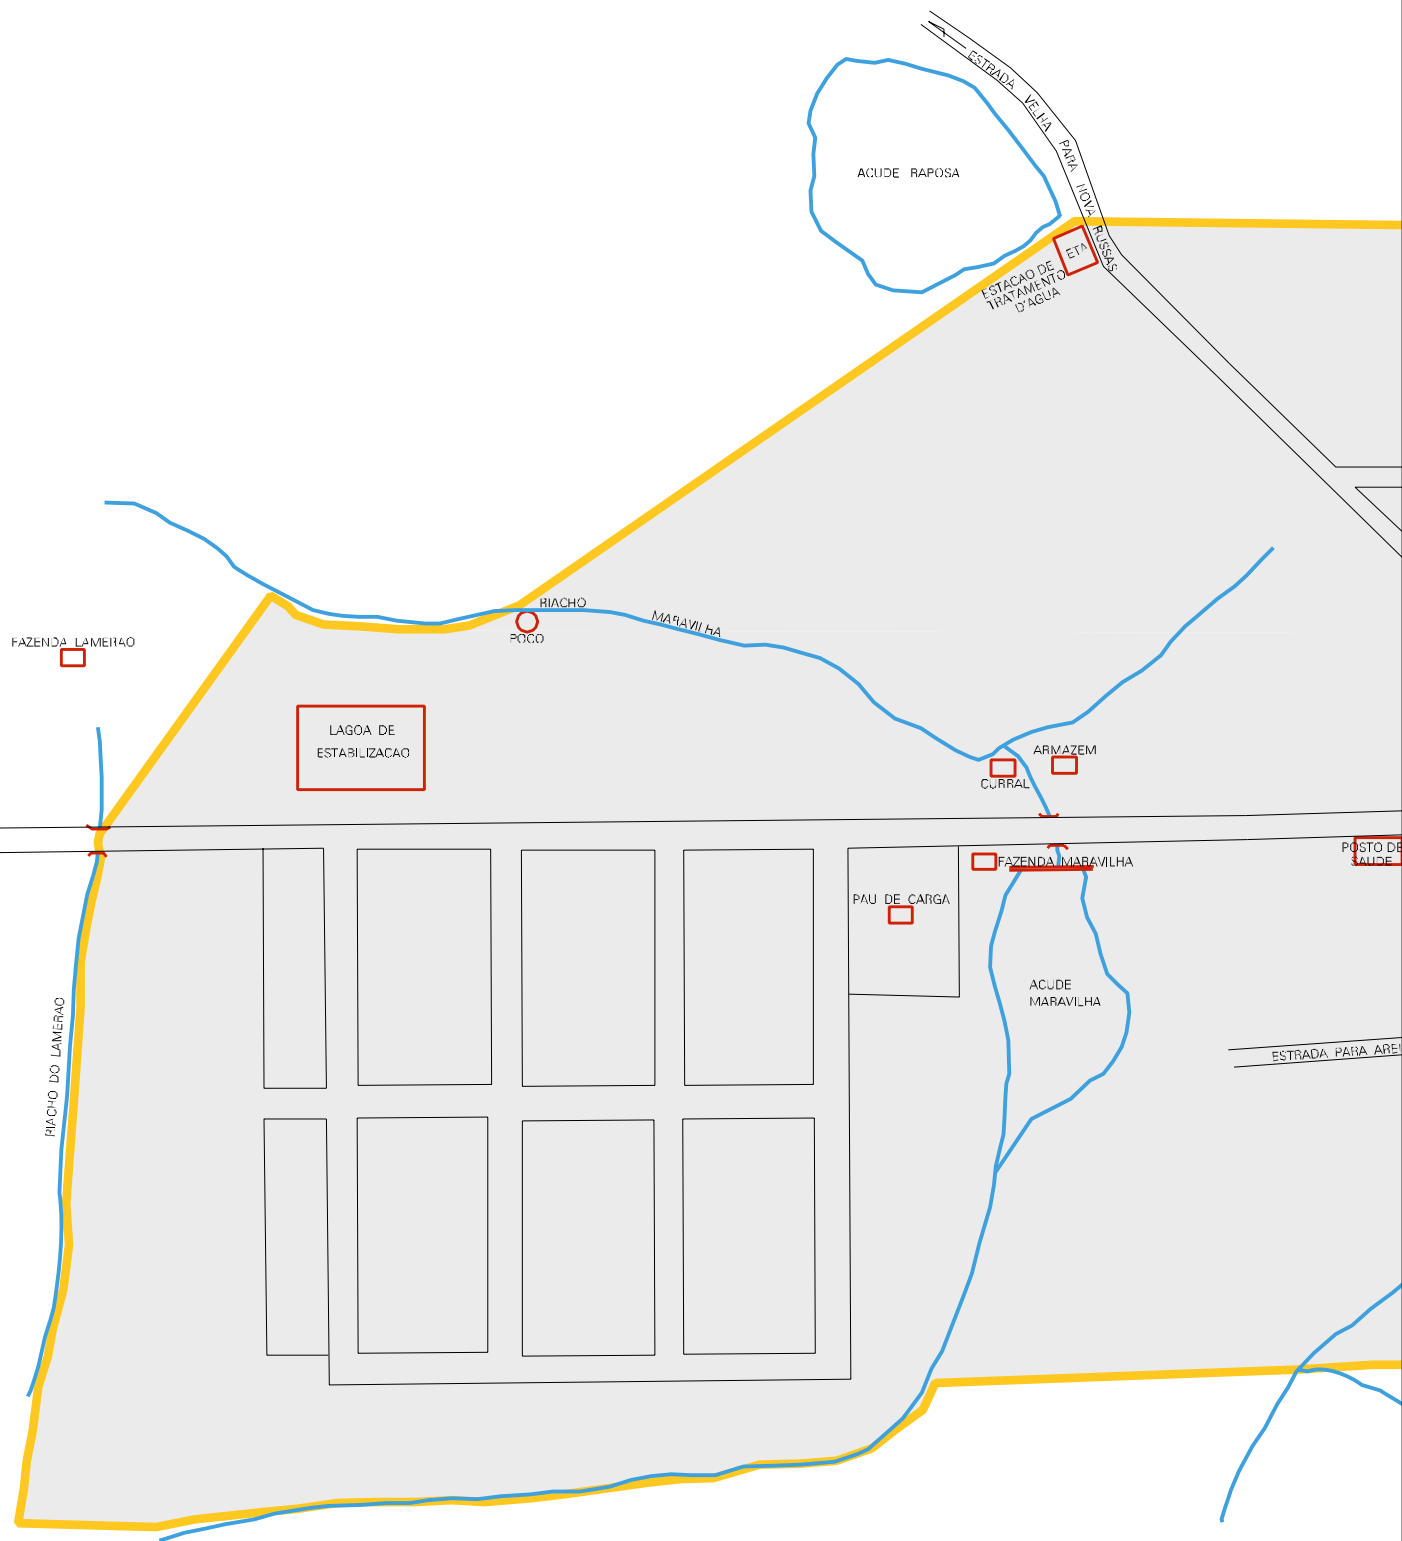 ESTRADA VELHA PARA NOVA RUSSAS
ACUDE RAPOSA
ETA
ESTACAO DE
TRATAMENTO
D'AGUA
RIACHO MARAVILHA
POCO
FAZENDA LAMEIRAO
LAGOA DE
ESTABILIZACAO
ARMAZEM
CURRAL
POSTO DE
SAUDE
FAZENDA MARAVILHA
PAU DE CARGA
ACUDE
MARAVILHA
RIACHO DO LAMERAO
ESTRADA PARA AREI